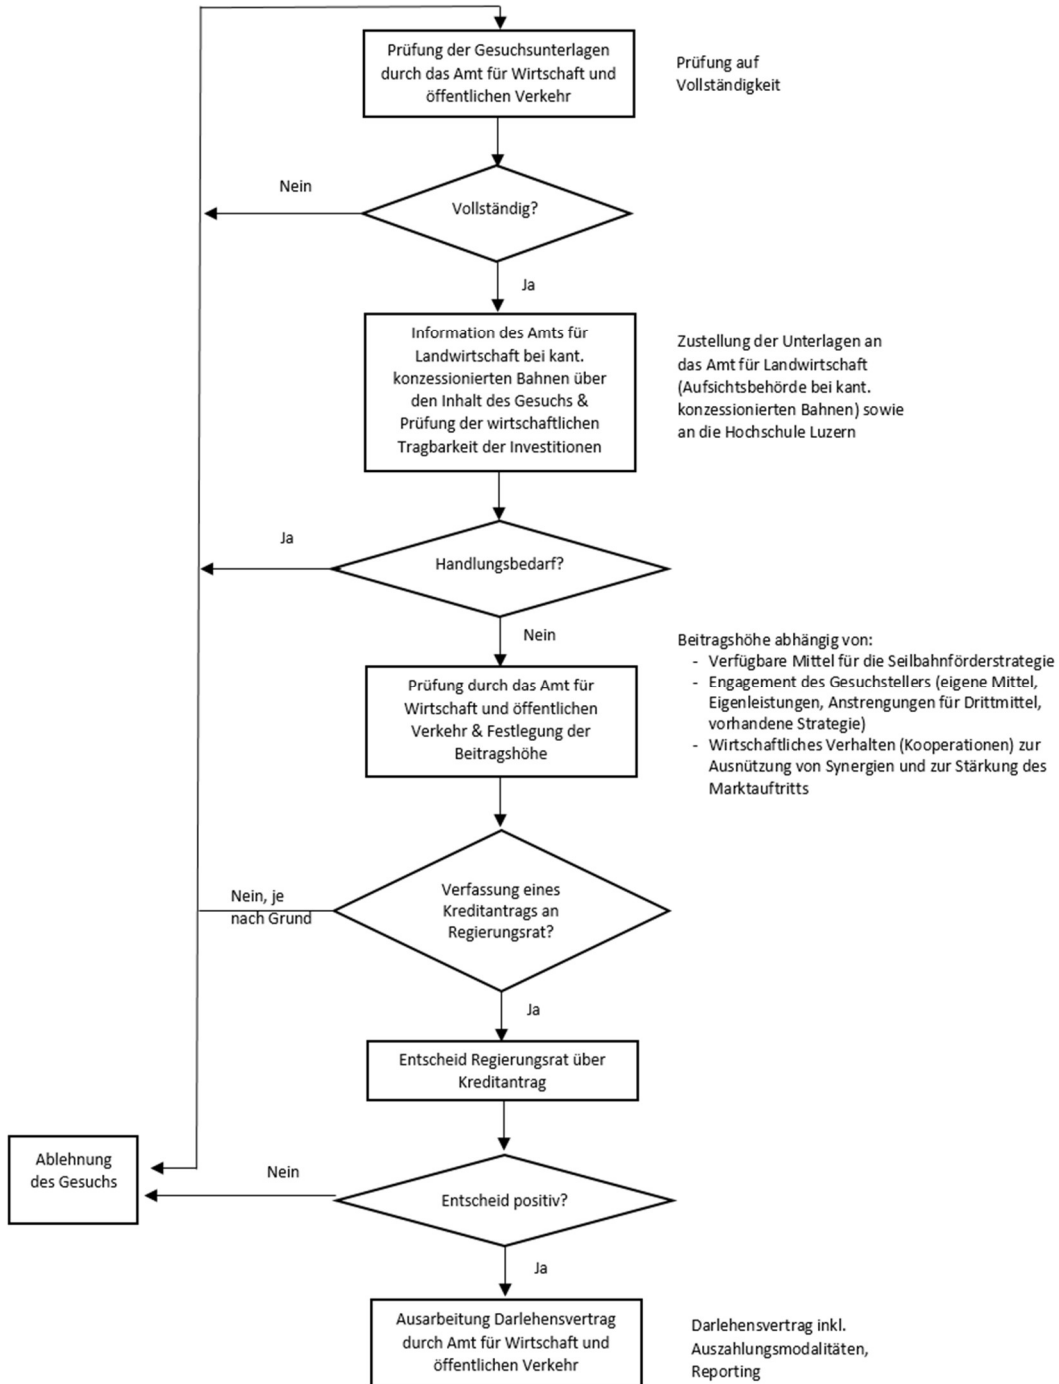 Prüfung der Gesuchsunterlagen
durch das Amt für Wirtschaft und
öffentlichen Verkehr
Prüfung auf
Vollständigkeit
Nein
Vollständig?
Ja
Information des Amts für
Landwirtschaft bei kant.
konzessionierten Bahnen über
den Inhalt des Gesuchs &
Prüfung der wirtschaftlichen
Tragbarkeit der Investitionen
Zustellung der Unterlagen an
das Amt für Landwirtschaft
(Aufsichtsbehörde bei kant.
konzessionierten Bahnen) sowie
an die Hochschule Luzern
Ja
Handlungsbedarf?
Nein
Prüfung durch das Amt für
Wirtschaft und öffentlichen
Verkehr & Festlegung der
Beitragshöhe
Beitragshöhe abhängig von:
- Verfügbare Mittel für die Seilbahnförderstrategie
- Engagement des Gesuchstellers (eigene Mittel,
Eigenleistungen, Anstrengungen für Drittmittel,
vorhandene Strategie)
- Wirtschaftliches Verhalten (Kooperationen) zur
Ausnützung von Synergien und zur Stärkung des
Marktauftritts
Nein, je
nach Grund
Verfassung eines
Kreditantrags an
Regierungsrat?
Ja
Entscheid Regierungsrat über
Kreditantrag
Ablehnung
des Gesuchs
Nein
Entscheid positiv?
Ja
Ausarbeitung Darlehensvertrag
durch Amt für Wirtschaft und
öffentlichen Verkehr
Darlehensvertrag inkl.
Auszahlungsmodalitäten,
Reporting